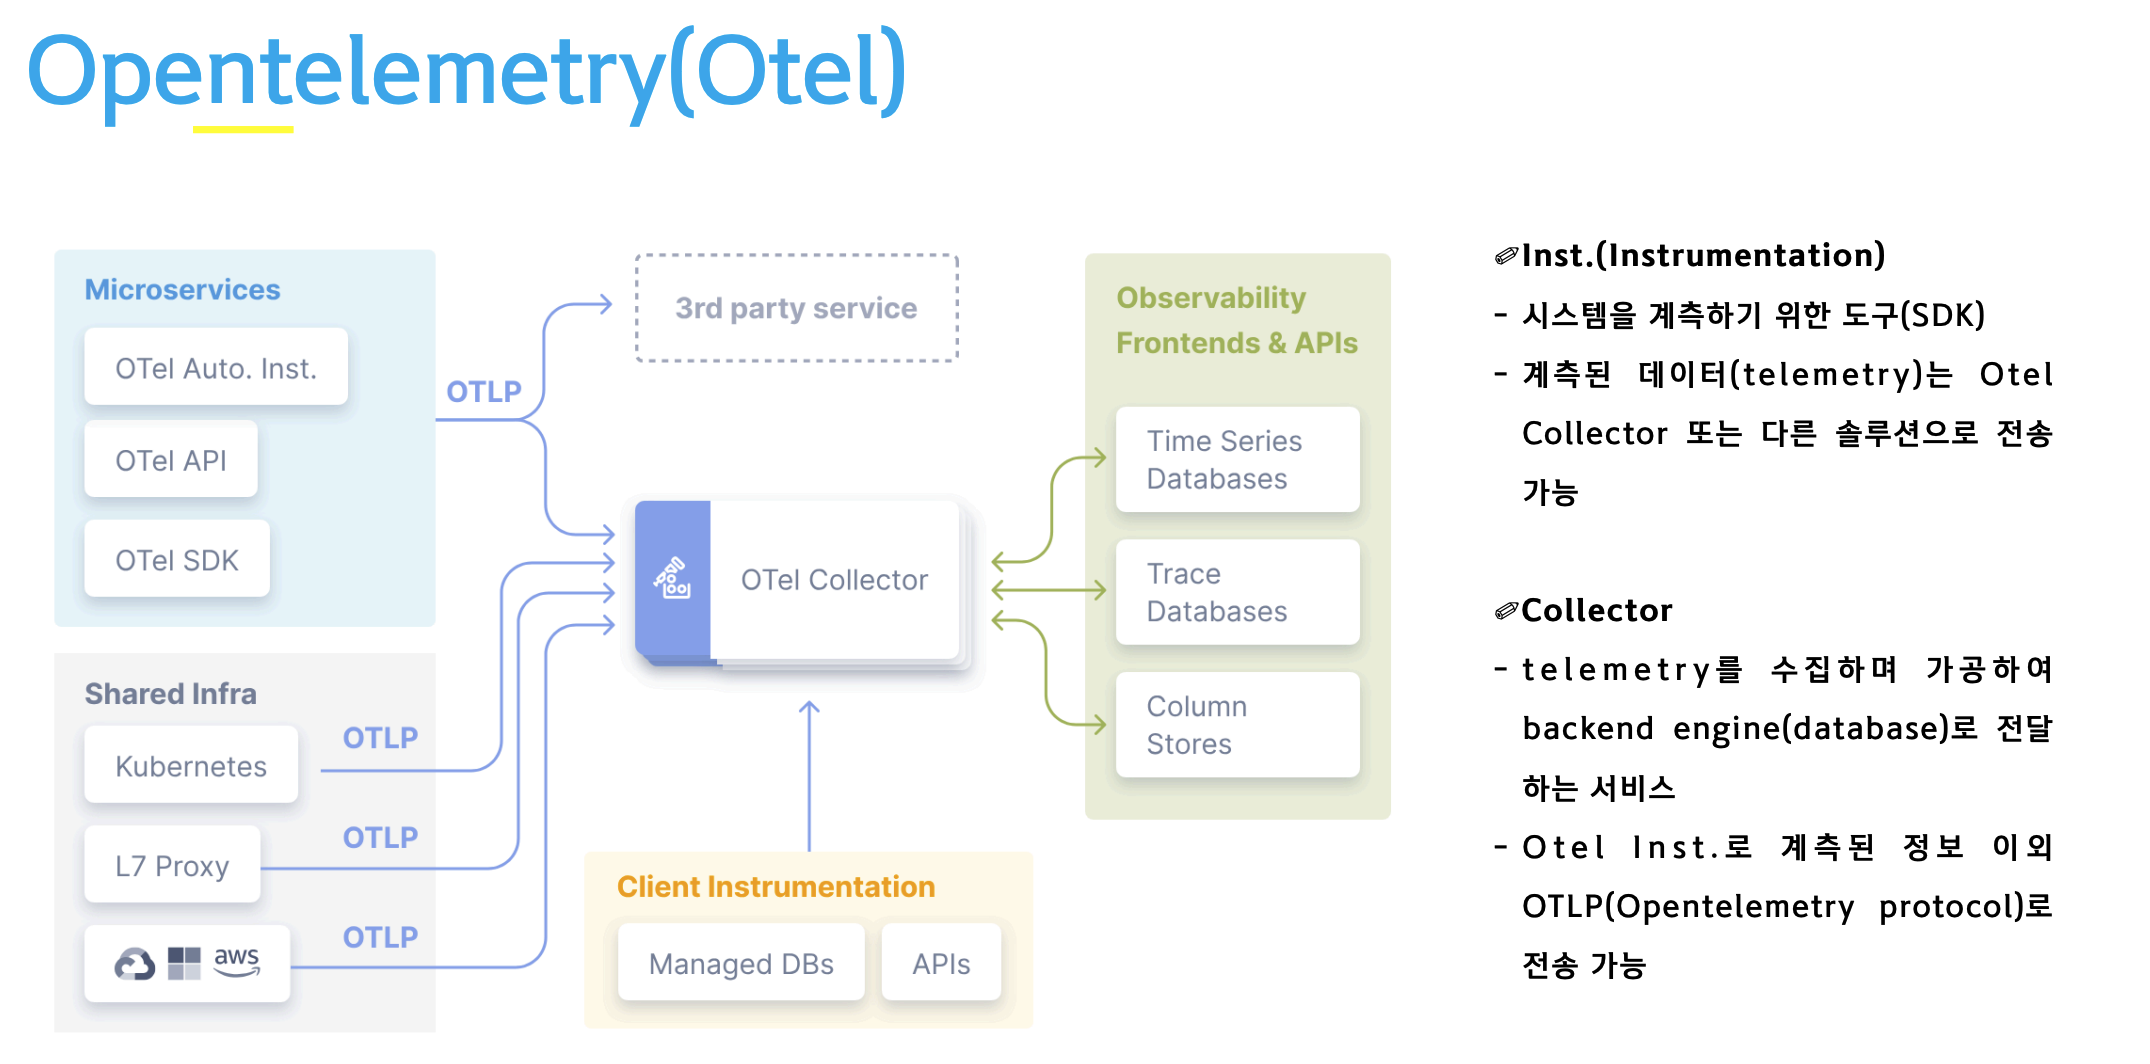 Opentelemetry(Otel)
Microservices
OTel Auto. Inst.
OTel API
OTel SDK
OTLP
3rd party service
OTel Collector
Shared Infra
Kubernetes
OTLP
L7 Proxy
OTLP
aws
OTLP
Client Instrumentation
Managed DBs
APIs
Observability
Frontends & APIs
Time Series
Databases
Trace
Databases
Column
Stores
✏Inst.(Instrumentation)
- 시스템을 계측하기 위한 도구(SDK)
- 계측된 데이터(telemetry)는 Otel
Collector 또는 다른 솔루션으로 전송
가능
✏Collector
- telemetry를 수집하며 가공하여
backend engine(database)로 전달
하는 서비스
- Otel Inst.로 계측된 정보 이외
OTLP(Opentelemetry protocol)로
전송 가능